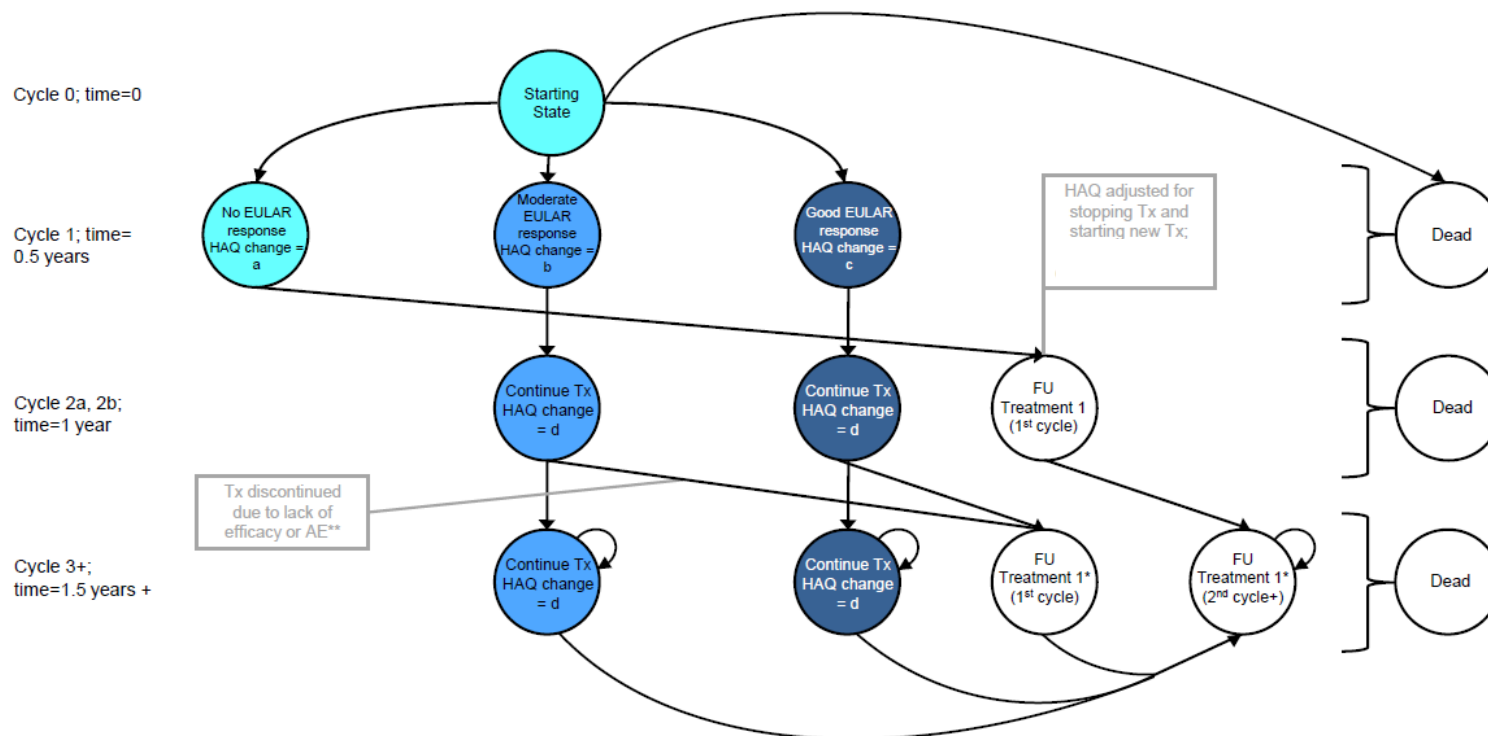 Cycle 0; time=0
Starting
State
Cycle 1; time=
0.5 years
No EULAR
response
HAQ change =
a
Moderate
EULAR
response
HAQ change =
b
Good EULAR
response
HAQ change =
c
HAQ adjusted for
stopping Tx and
starting new Tx;
Dead
Cycle 2a, 2b;
time=1 year
Continue Tx
HAQ change
= d
Continue Tx
HAQ change
= d
FU
Treatment 1
(1st cycle)
Dead
Tx discontinued
due to lack of
efficacy or AE**
Cycle 3+;
time=1.5 years +
Continue Tx
HAQ change
= d
Continue Tx
HAQ change
= d
FU
Treatment 1*
(1st cycle)
FU
Treatment 1*
(2nd cycle+)
Dead